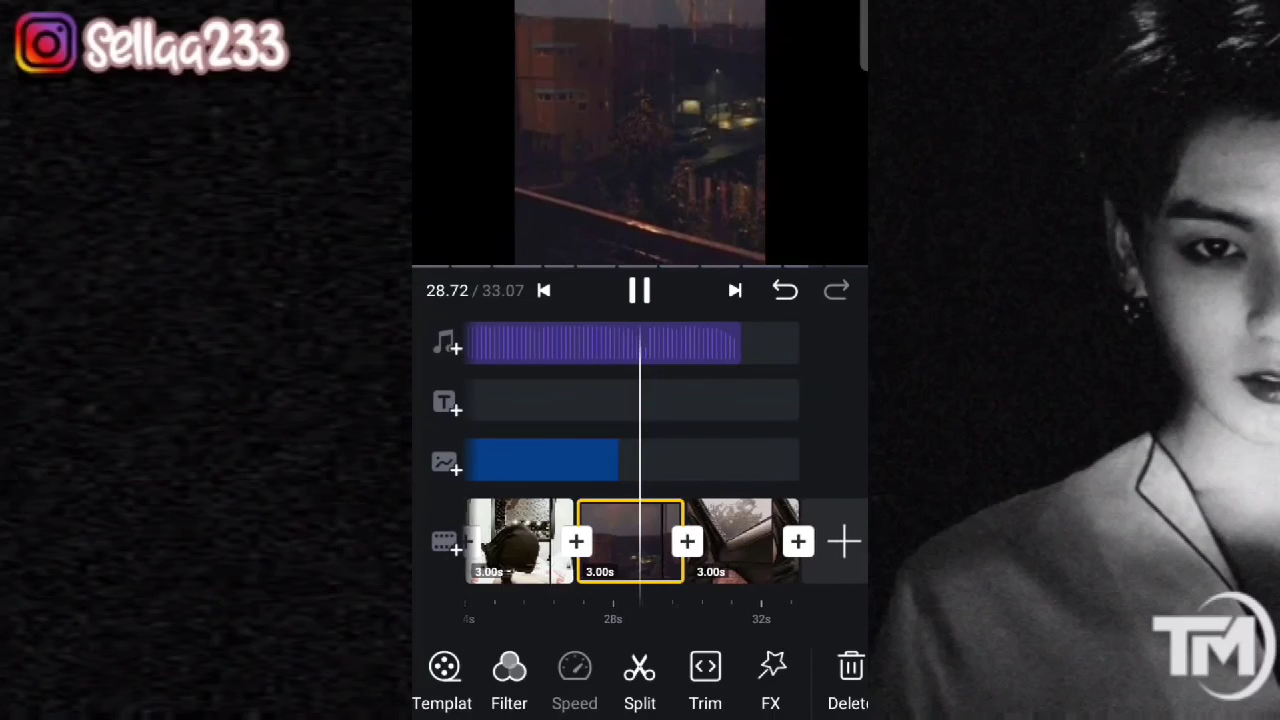 Sellaa233
28.72 / 33.07
3.00s
3.00s
3.00s
4s
28s
32s
Templat
Filter
Speed
Split
Trim
FX
Delet
TM